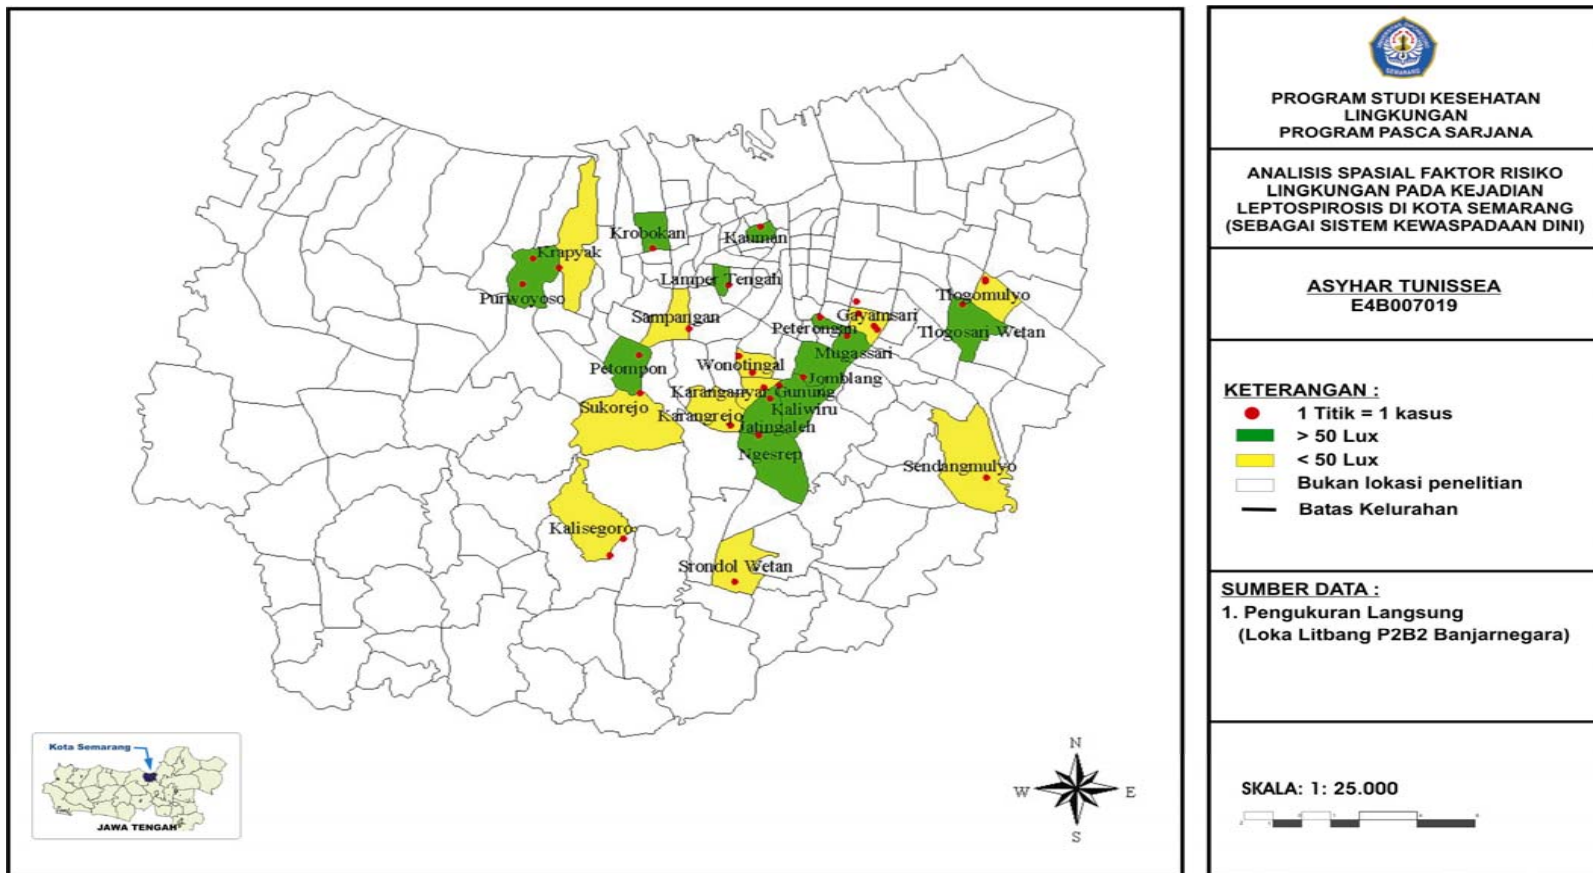 Krobokan
Kauman
Krapyak
Lamper Tengah
Purwoyoso
Tlogomulyo
Sampangan
Gayamsari
Peterongan
Tlogosari Wetan
Mugassari
Petompon
Wonotingal
Jomblang
Karanganyar Gunung
Sukorejo
Kaliwiru
Karangrejo
Jatingaleh
Ngesrep
Sendangmulyo
Kalisegoro
Srondol Wetan
Kota Semarang
JAWA TENGAH
N
W
E
S
SEMARANG
PROGRAM STUDI KESEHATAN
LINGKUNGAN
PROGRAM PASCA SARJANA
ANALISIS SPASIAL FAKTOR RISIKO
LINGKUNGAN PADA KEJADIAN
LEPTOSPIROSIS DI KOTA SEMARANG
(SEBAGAI SISTEM KEWASPADAAN DINI)
ASYHAR TUNISSEA
E4B007019
KETERANGAN :
1 Titik = 1 kasus
> 50 Lux
< 50 Lux
Bukan lokasi penelitian
Batas Kelurahan
SUMBER DATA :
1. Pengukuran Langsung
(Loka Litbang P2B2 Banjarnegara)
SKALA: 1: 25.000